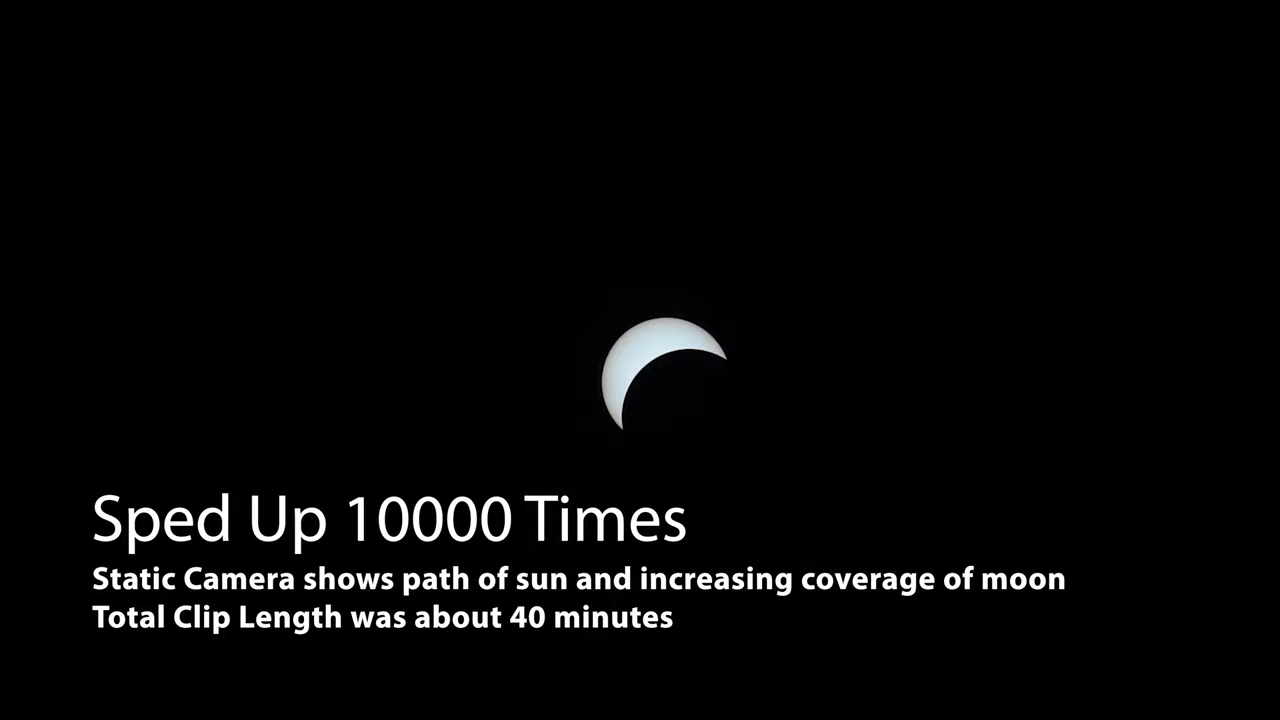 Sped Up 10000 Times
Static Camera shows path of sun and increasing coverage of moon
Total Clip Length was about 40 minutes